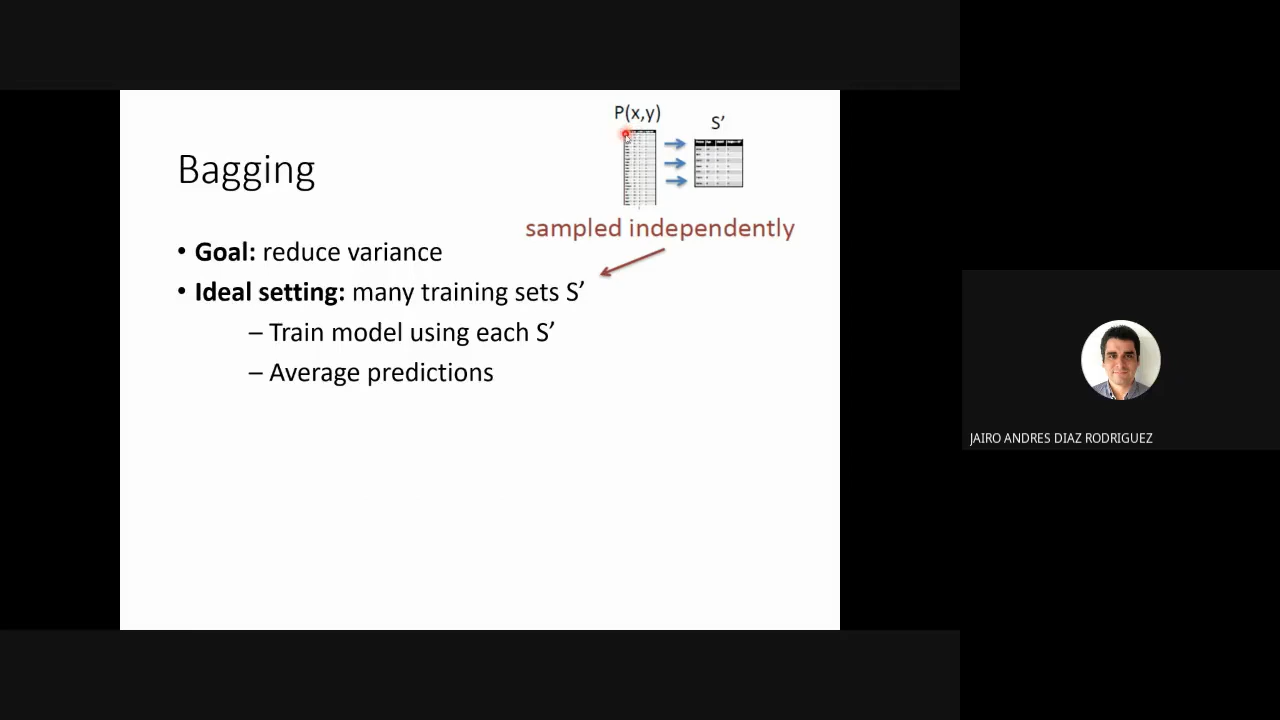 P(x,y)
S’
Bagging
sampled independently
• Goal: reduce variance
• Ideal setting: many training sets S’
– Train model using each S’
– Average predictions
JAIRO ANDRES DIAZ RODRIGUEZ